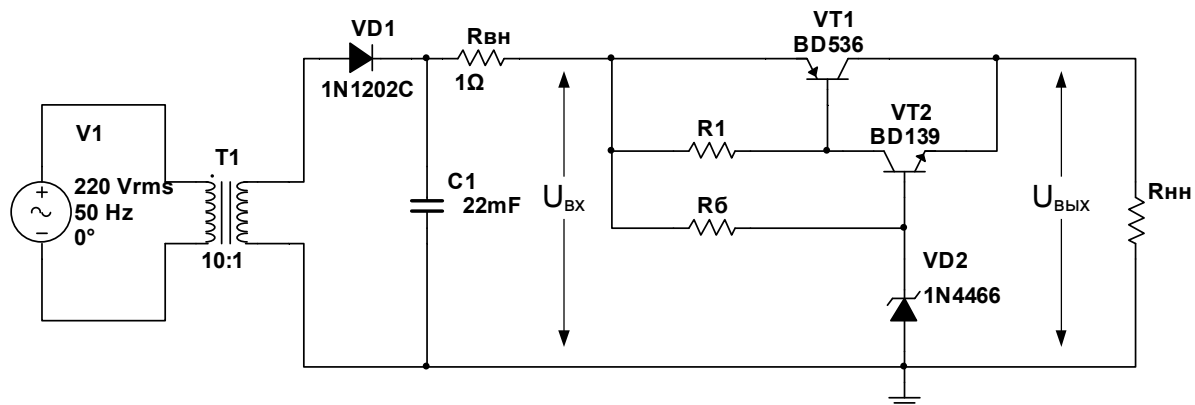 VD1
1N1202C
Rвн
1Ω
VT1
BD536
V1
220 Vrms
50 Hz
0°
T1
10:1
C1
22mF
Uвх
R1
Rб
VT2
BD139
Uвых
Rнн
VD2
1N4466